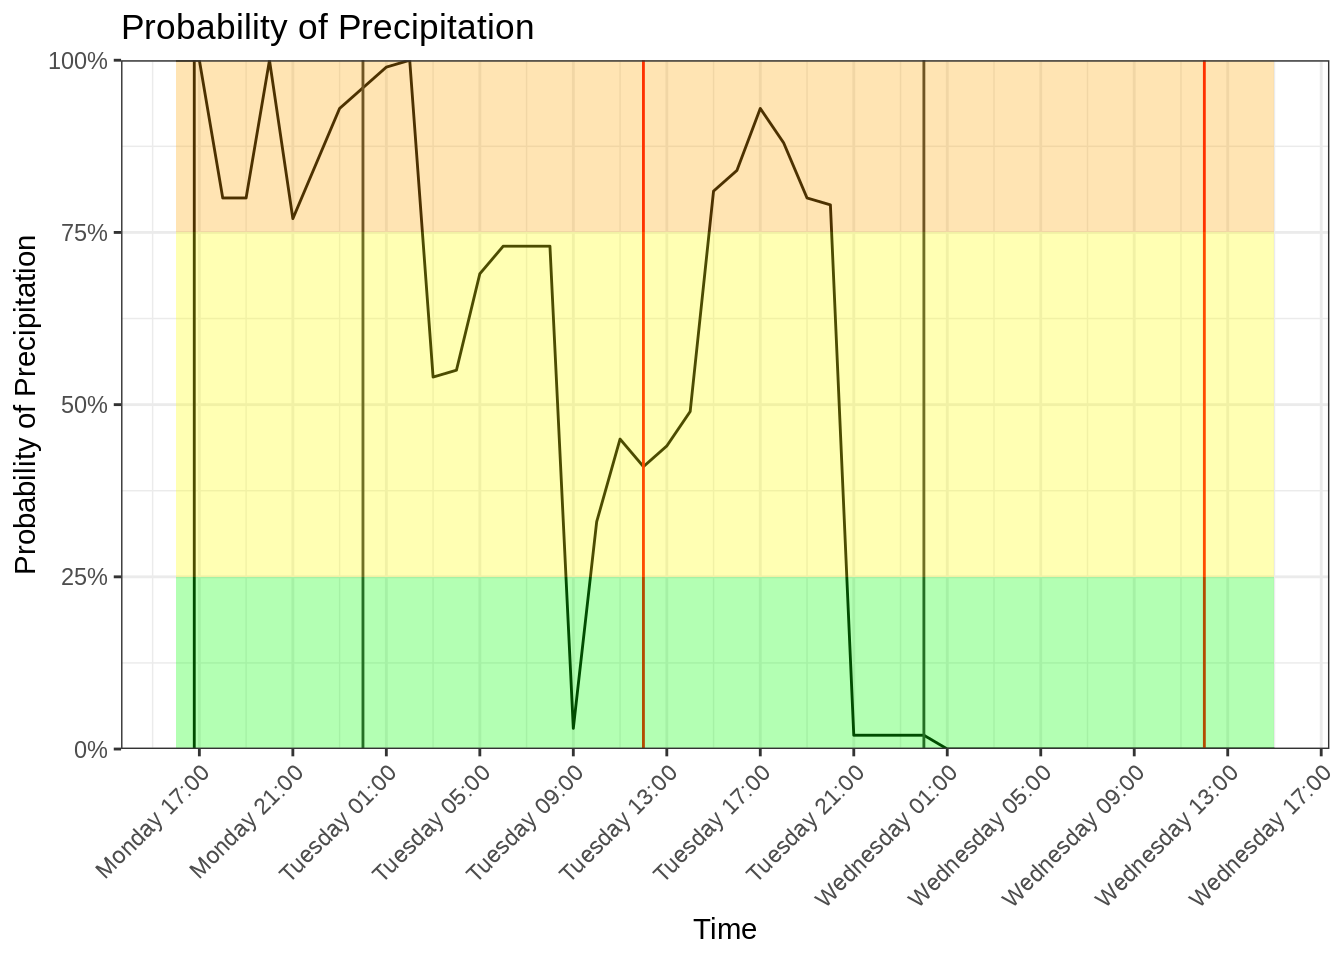 Probability of Precipitation
Probability of Precipitation
100%
75%
50%
25%
0%
Monday 17:00
Monday 21:00
Tuesday 01:00
Tuesday 05:00
Tuesday 09:00
Tuesday 13:00
Tuesday 17:00
Tuesday 21:00
Wednesday 01:00
Wednesday 05:00
Wednesday 09:00
Wednesday 13:00
Wednesday 17:00
Time